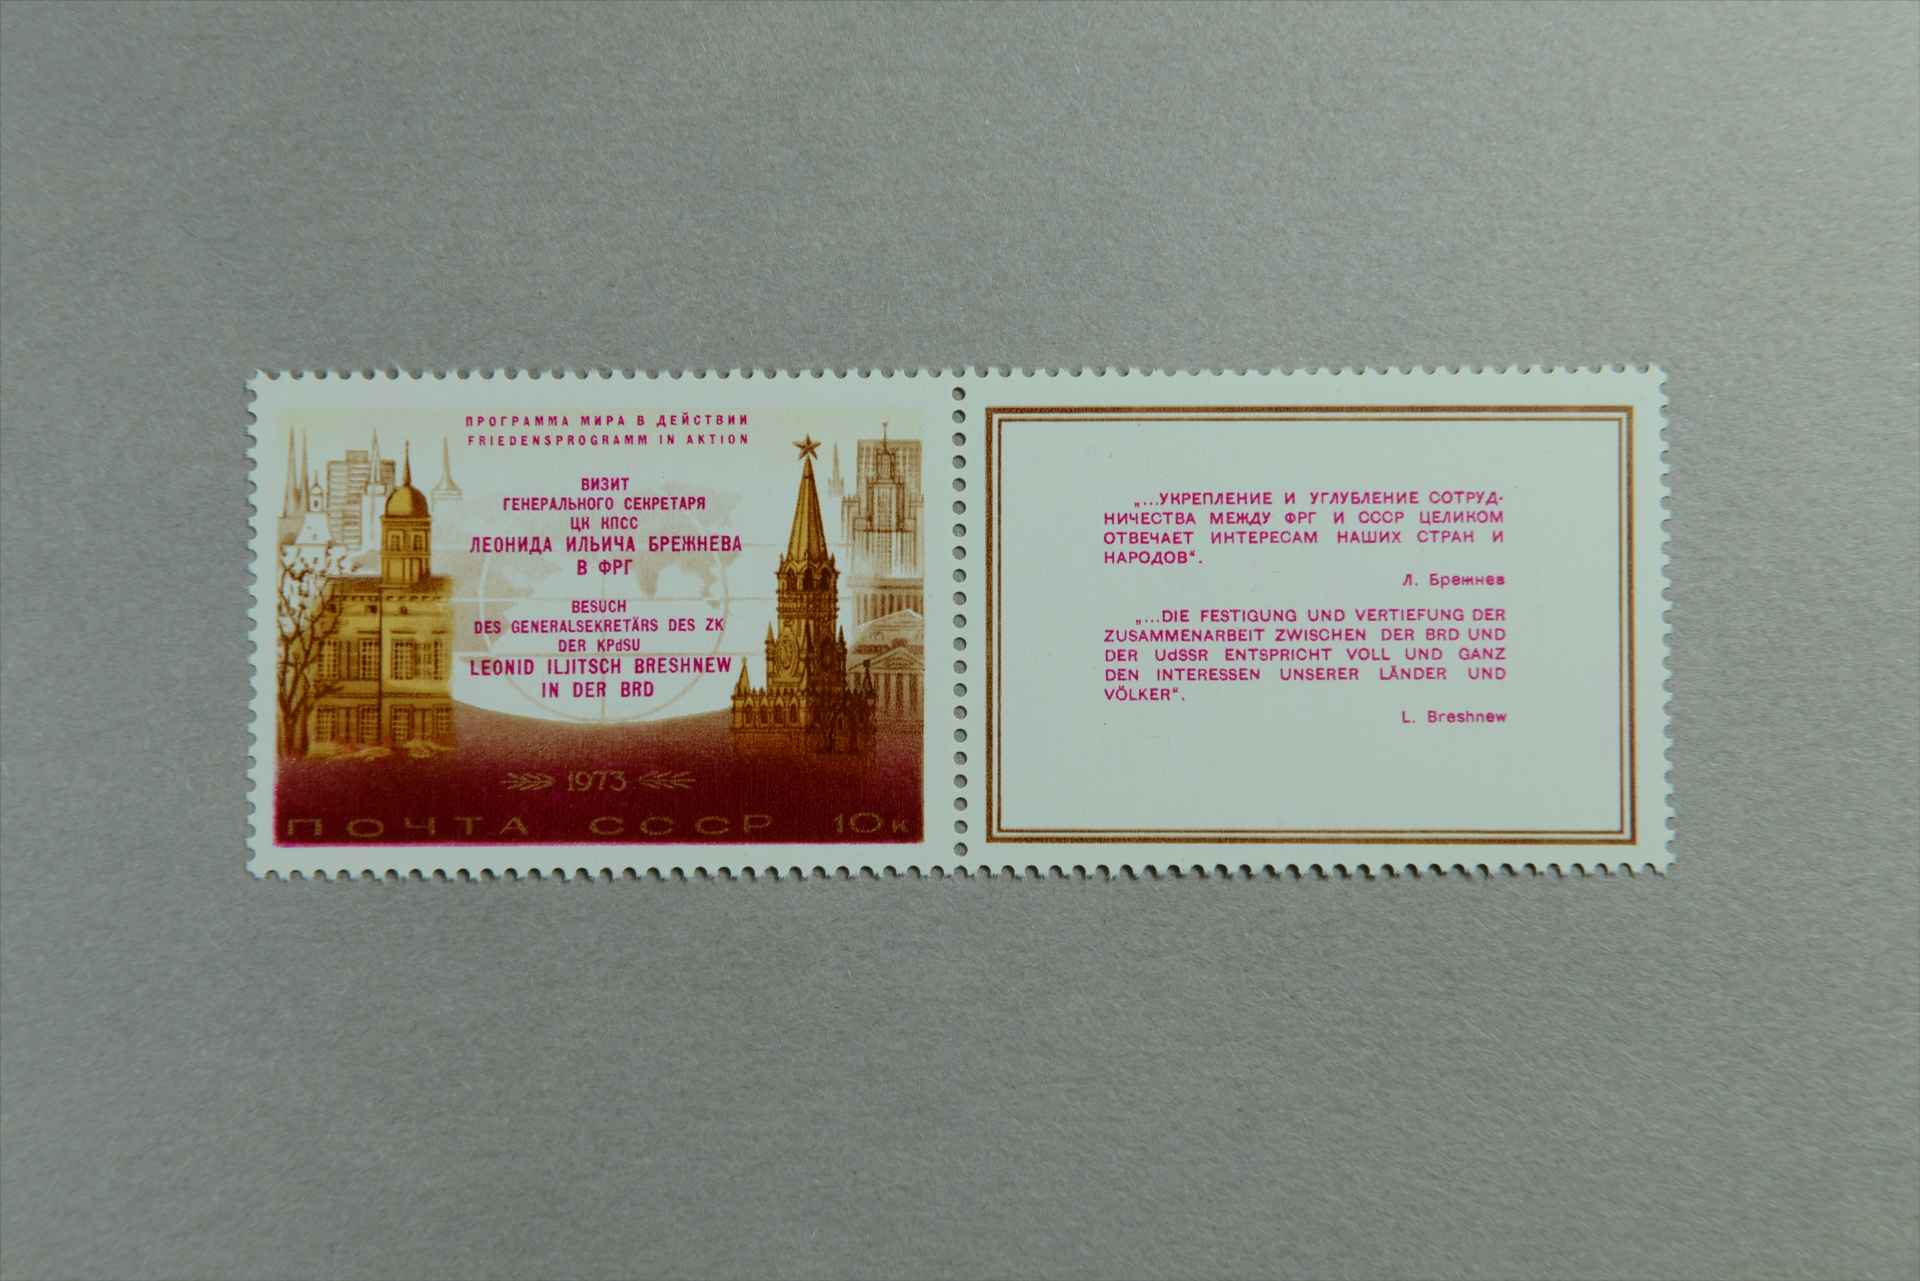 ПРОГРАММА МИРА В ДЕЙСТВИИ
FRIEDENSPROGRAMM IN AKTION
ВИЗИТ
ГЕНЕРАЛЬНОГО СЕКРЕТАРЯ
ЦК КПСС
ЛЕОНИДА ИЛЬИЧА БРЕЖНЕВА
В ФРГ
BESUCH
DES GENERALSEKRETÄRS DES ZK
DER KPdSU
LEONID ILJITSCH BRESHNEW
IN DER BRD
1973
ПОЧТА СССР 10к
„...УКРЕПЛЕНИЕ И УГЛУБЛЕНИЕ СОТРУД-
НИЧЕСТВА МЕЖДУ ФРГ И СССР ЦЕЛИКОМ
ОТВЕЧАЕТ ИНТЕРЕСАМ НАШИХ СТРАН И
НАРОДОВ“.
Л. Брежнев
„...DIE FESTIGUNG UND VERTIEFUNG DER
ZUSAMMENARBEIT ZWISCHEN DER BRD UND
DER UdSSR ENTSPRICHT VOLL UND GANZ
DEN INTERESSEN UNSERER LÄNDER UND
VÖLKER“.
L. Breshnew